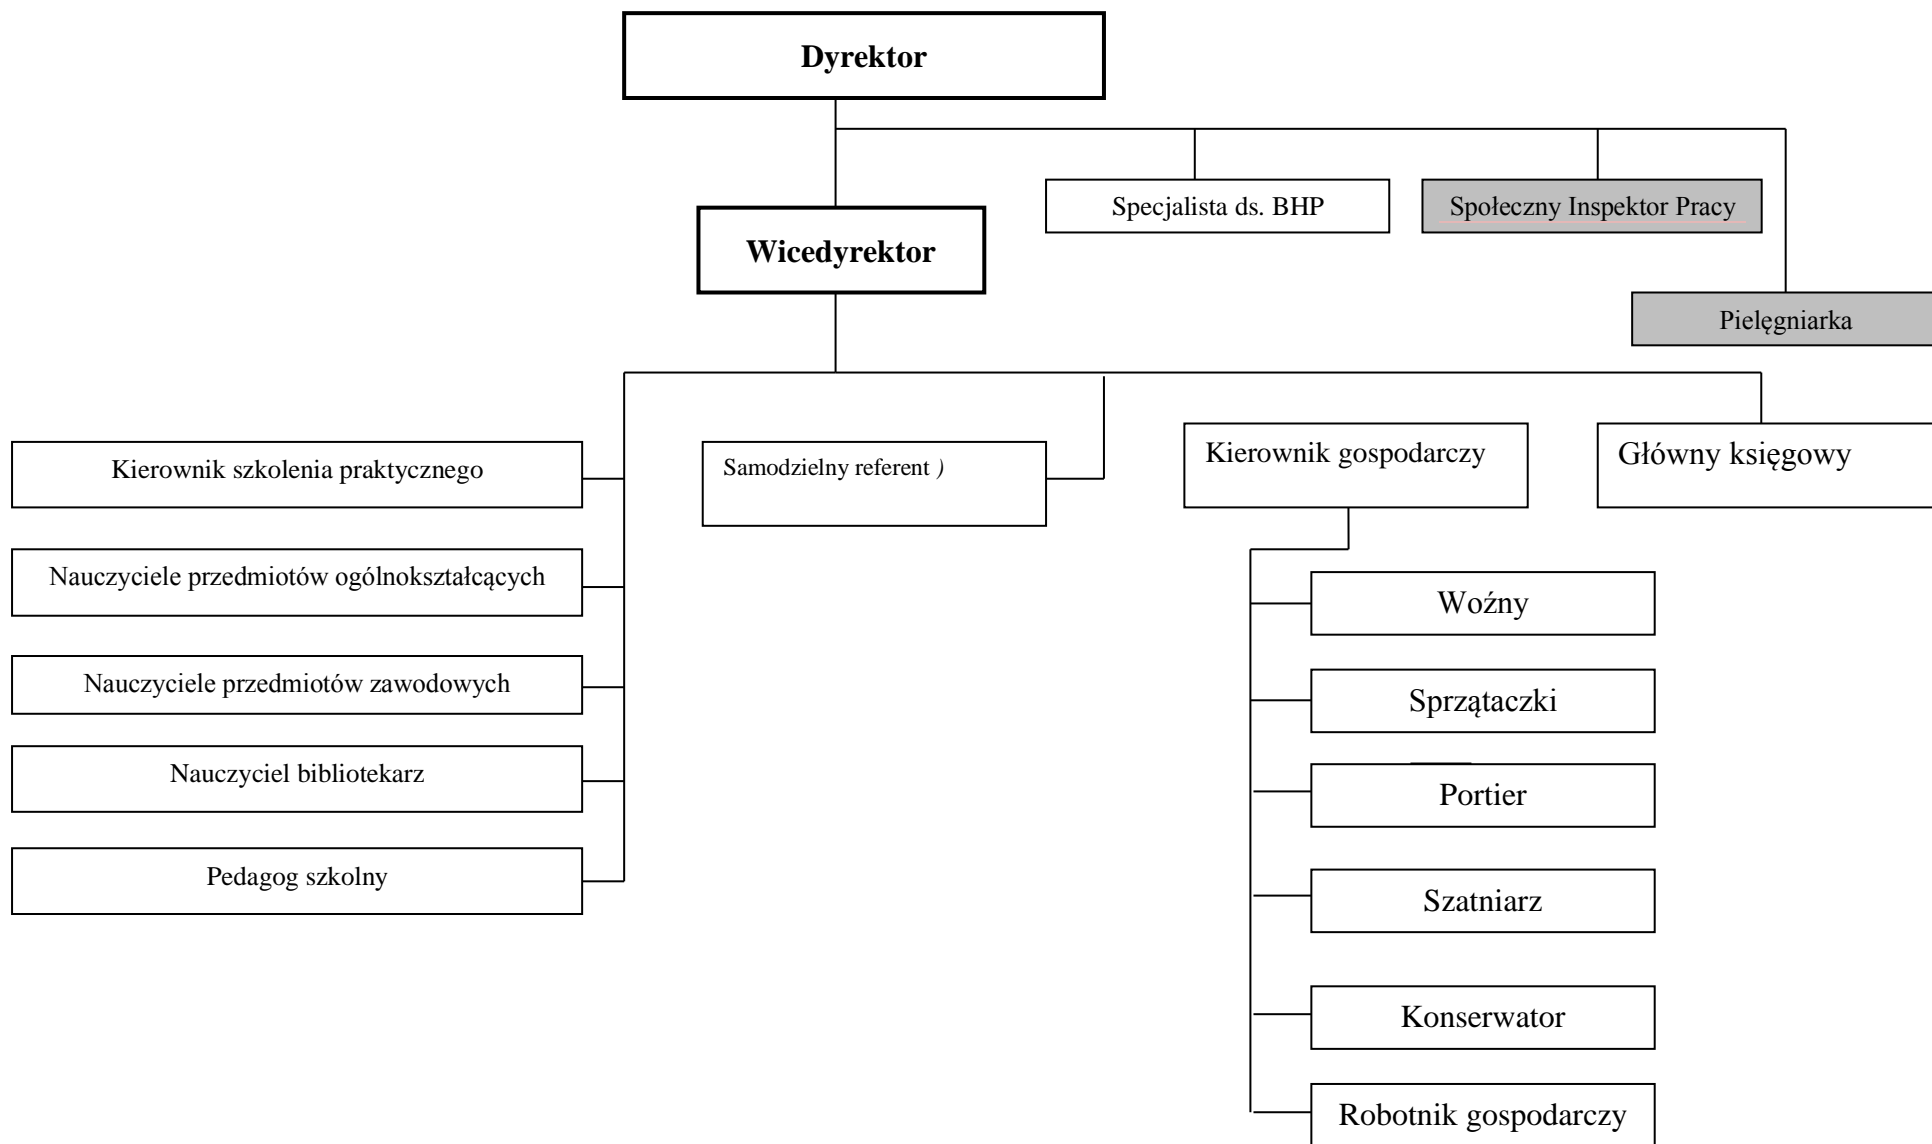 Dyrektor
Specjalista ds. BHP
Społeczny Inspektor Pracy
Wicedyrektor
Pielęgniarka
Kierownik szkolenia praktycznego
Samodzielny referent )
Kierownik gospodarczy
Główny księgowy
Nauczyciele przedmiotów ogólnokształcących
Nauczyciele przedmiotów zawodowych
Nauczyciel bibliotekarz
Pedagog szkolny
Woźny
Sprzątaczki
Portier
Szatniarz
Konserwator
Robotnik gospodarczy